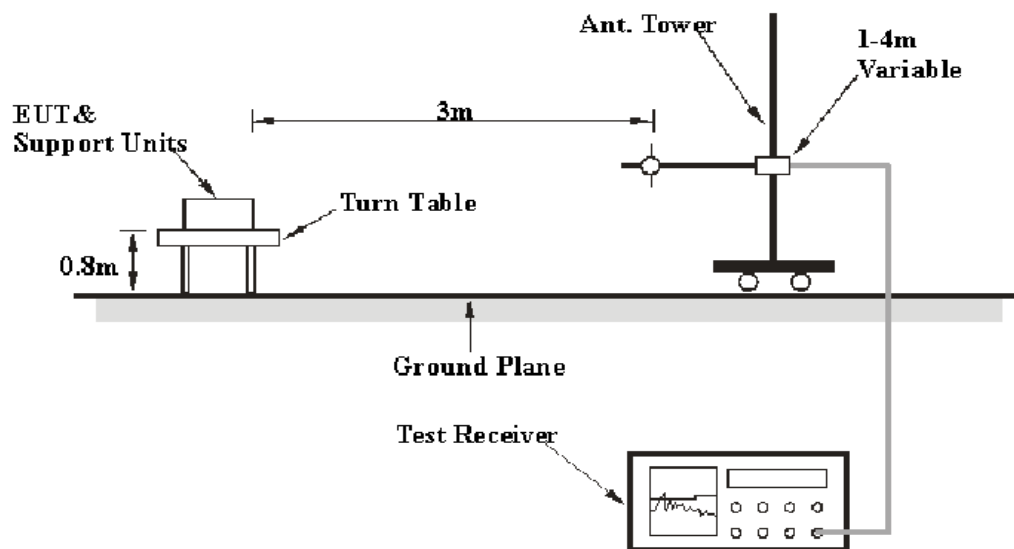 Ant. Tower
1-4m
Variable
3m
EUT&
Support Units
Turn Table
0.8m
Ground Plane
Test Receiver